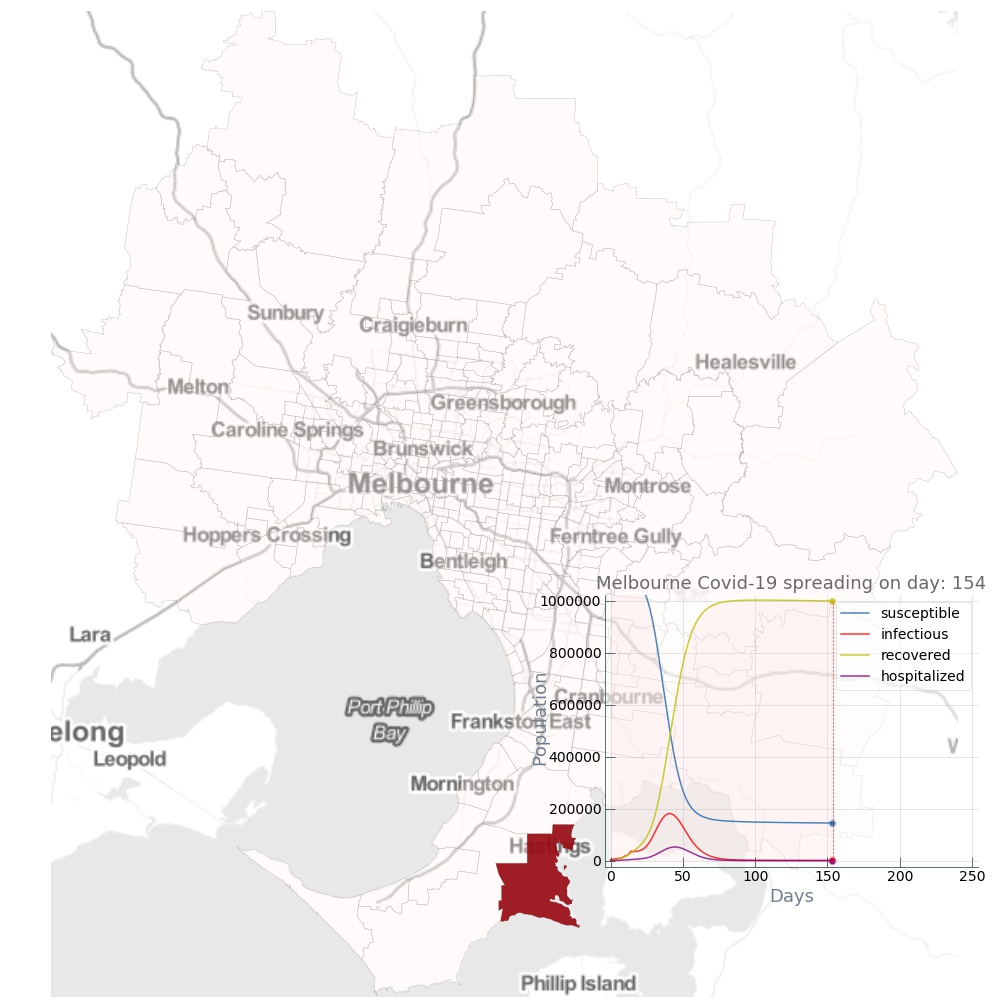 Sunbury
Craigieburn
Healesville
Melton
Greensborough
Caroline Springs
Brunswick
Melbourne
Montrose
Hoppers Crossing
Ferntree Gully
Bentleigh
Melbourne Covid-19 spreading on day: 154
1000000
susceptible
Lara
infectious
800000
recovered
hospitalized
Cranbourne
600000
Port Phillip
Bay
Frankston East
Population
elong
W
Leopold
400000
Mornington
200000
Hastings
0
0 50 100 150 200 250
Days
Phillip Island